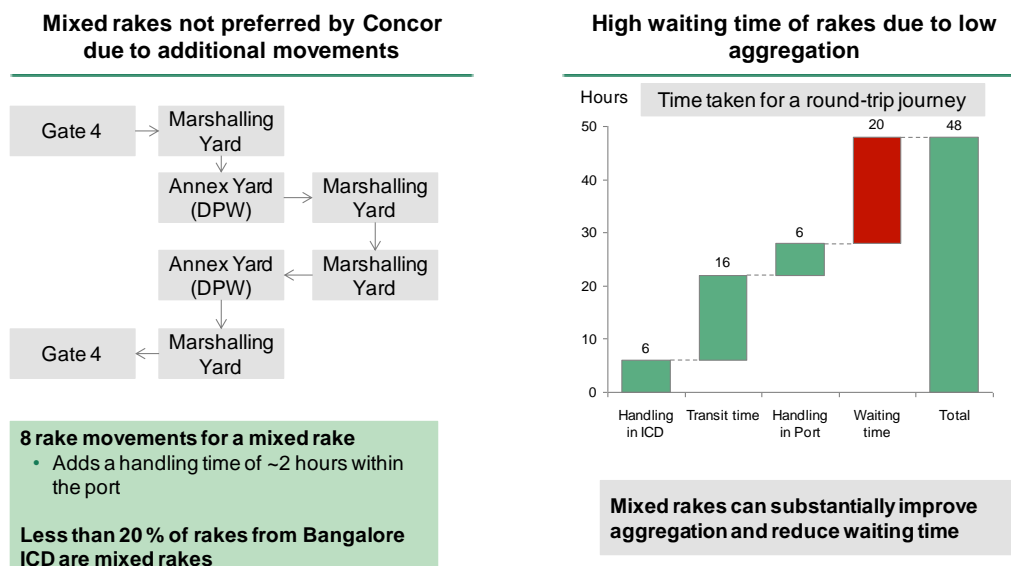 Mixed rakes not preferred by Concor
due to additional movements
Gate 4
Marshalling
Yard
Annex Yard
(DPW)
Marshalling
Yard
Annex Yard
(DPW)
Marshalling
Yard
Gate 4
Marshalling
Yard
8 rake movements for a mixed rake
• Adds a handling time of ~2 hours within
the port
Less than 20 % of rakes from Bangalore
ICD are mixed rakes
High waiting time of rakes due to low
aggregation
Hours
Time taken for a round-trip journey
50
40
30
20
10
0
6
16
6
20
48
Handling
in ICD
Transit time
Handling
in Port
Waiting
time
Total
Mixed rakes can substantially improve
aggregation and reduce waiting time